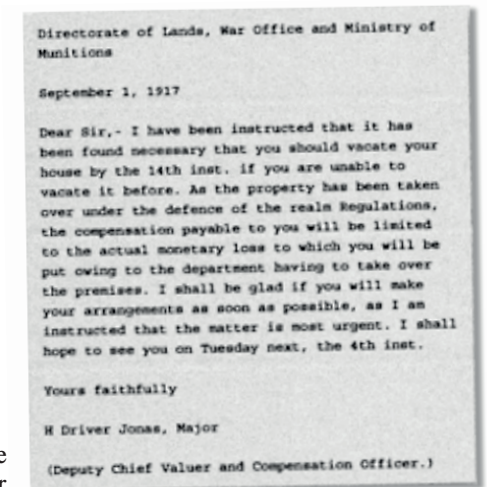 Directorate of Lands, War Office and Ministry of
Munitions
September 1, 1917
Dear Sir,- I have been instructed that it has
been found necessary that you should vacate your
house by the 14th inst. if you are unable to
vacate it before. As the property has been taken
over under the defence of the realm Regulations,
the compensation payable to you will be limited
to the actual monetary loss to which you will be
put owing to the department having to take over
the premises. I shall be glad if you will make
your arrangements as soon as possible, as I am
instructed that the matter is most urgent. I shall
hope to see you on Tuesday next, the 4th inst.
Yours faithfully
H Driver Jonas, Major
(Deputy Chief Valuer and Compensation Officer.)